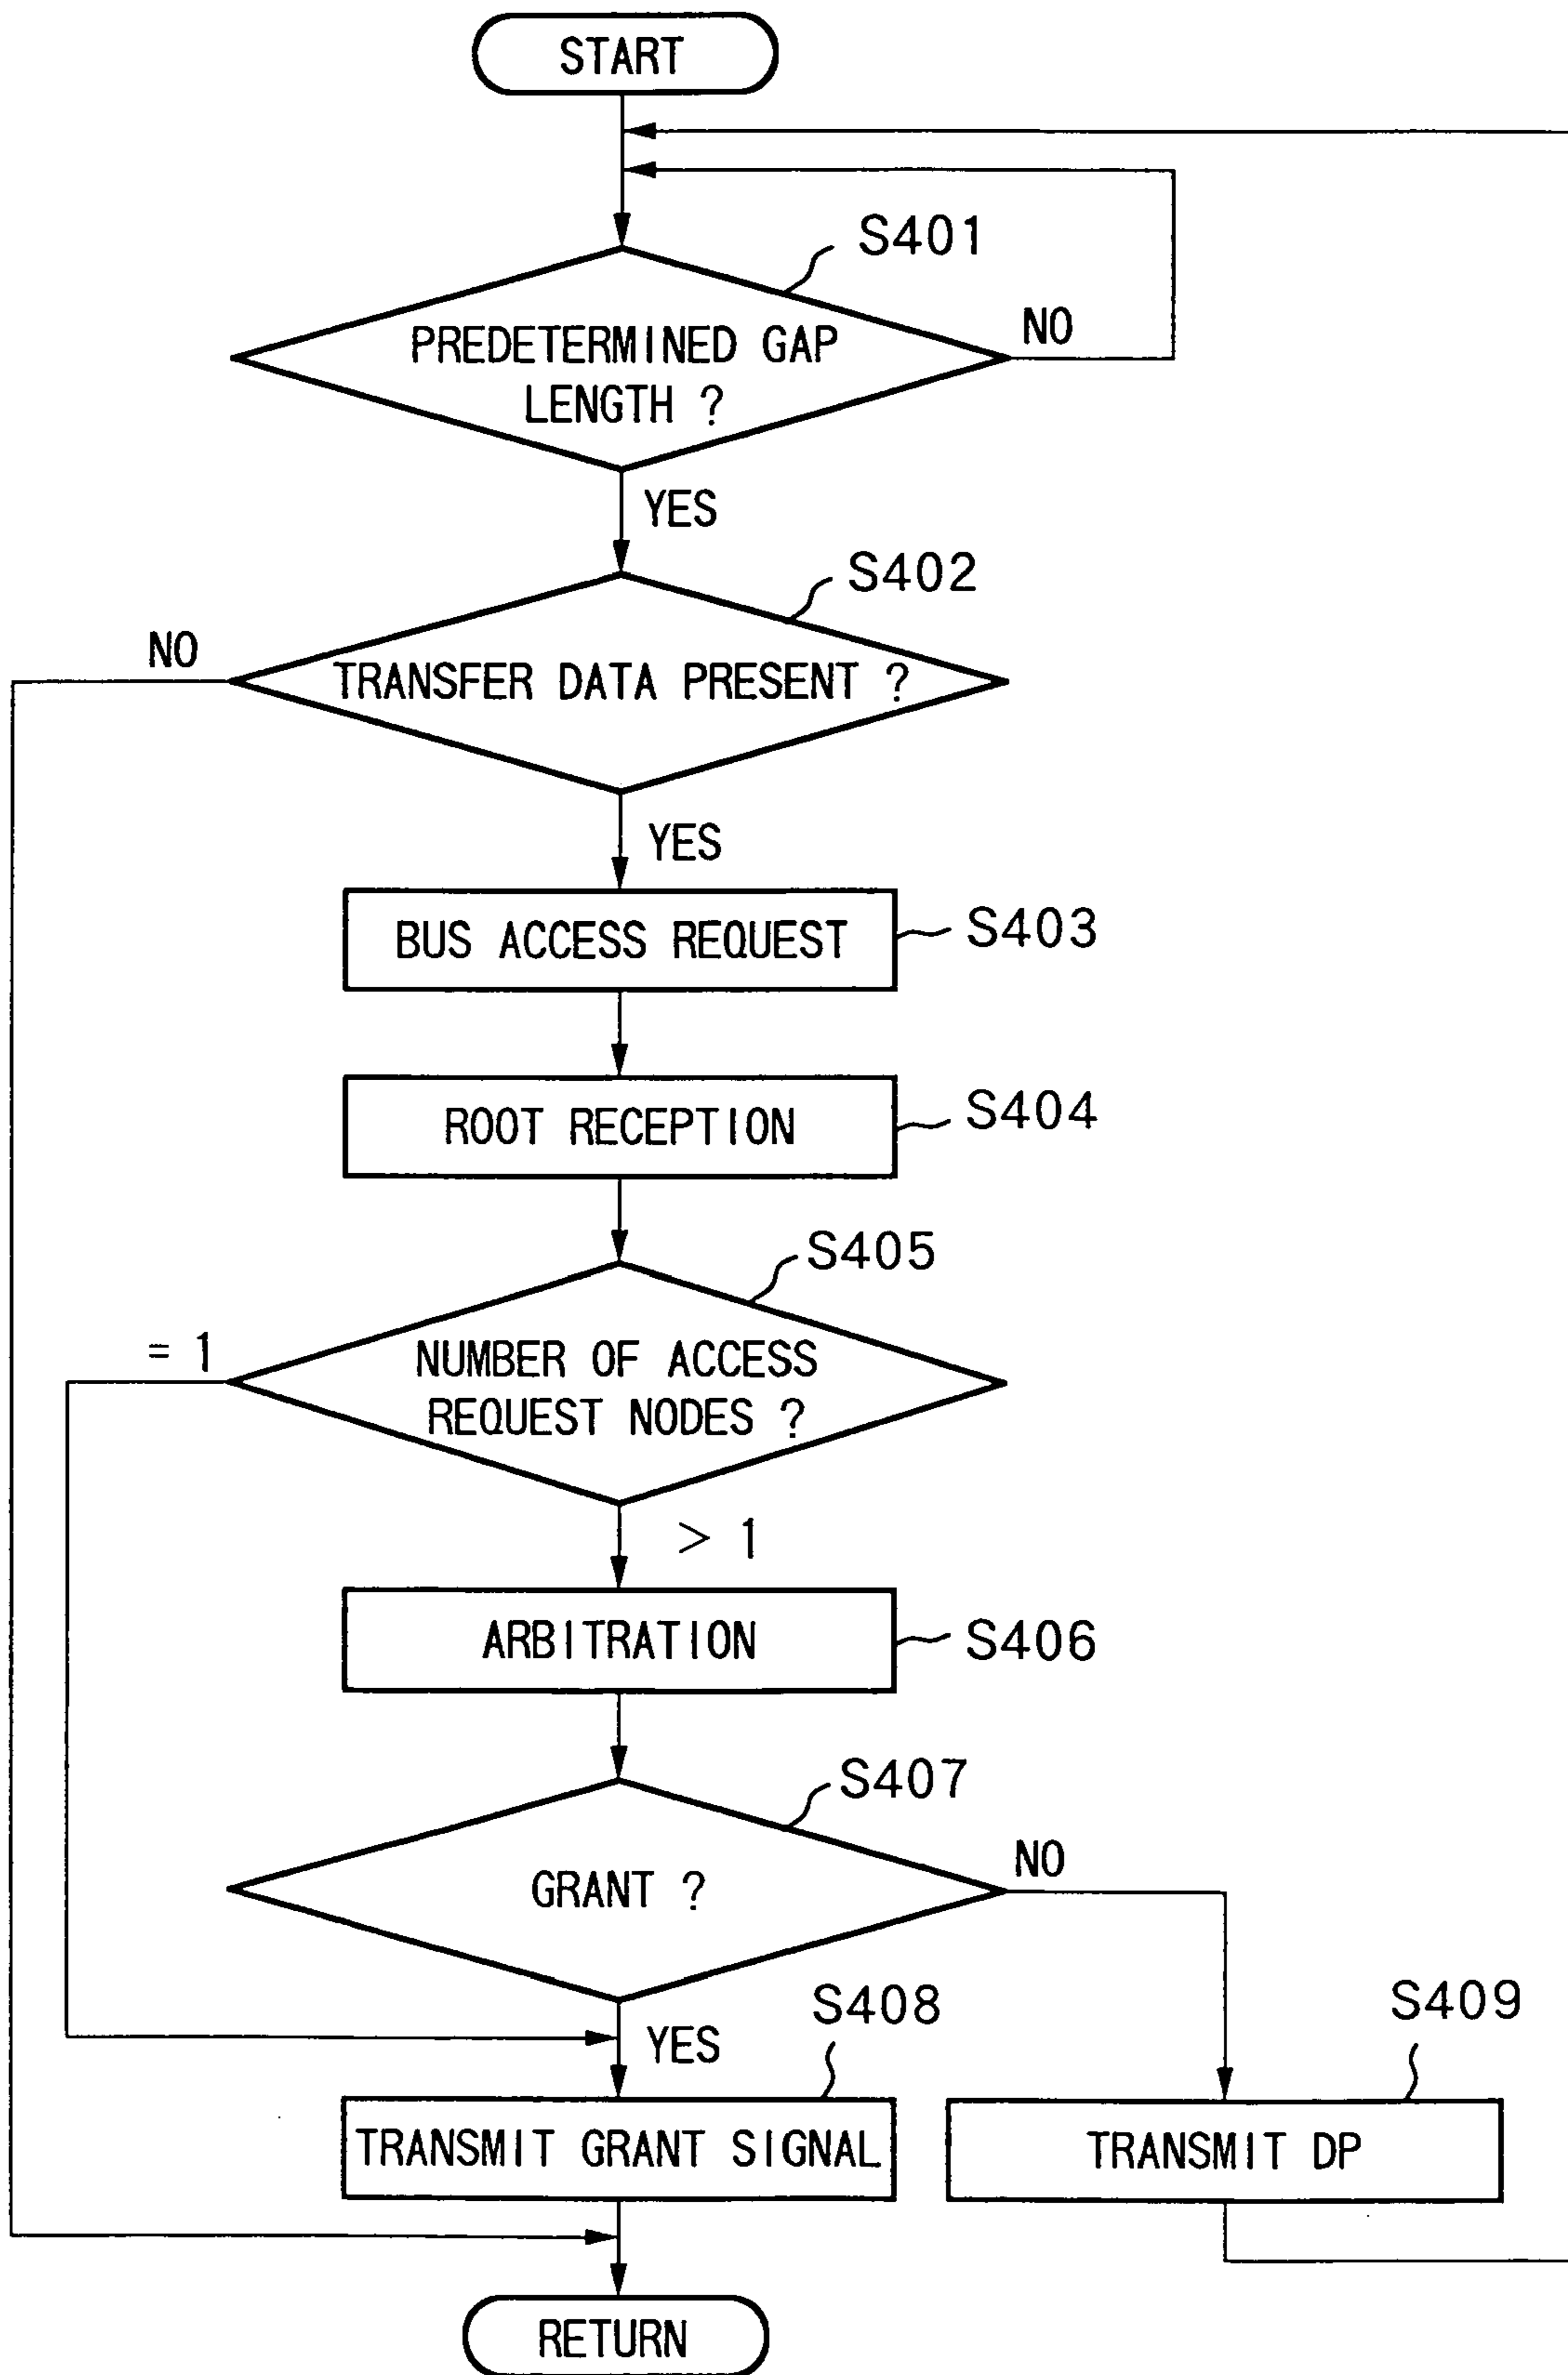 START
S401
PREDETERMINED GAP
LENGTH ?
NO
YES
S402
NO
TRANSFER DATA PRESENT ?
YES
BUS ACCESS REQUEST
S403
ROOT RECEPTION
S404
S405
= 1
NUMBER OF ACCESS
REQUEST NODES ?
> 1
ARBITRATION
S406
S407
GRANT ?
NO
S408
S409
YES
TRANSMIT GRANT SIGNAL
TRANSMIT DP
RETURN